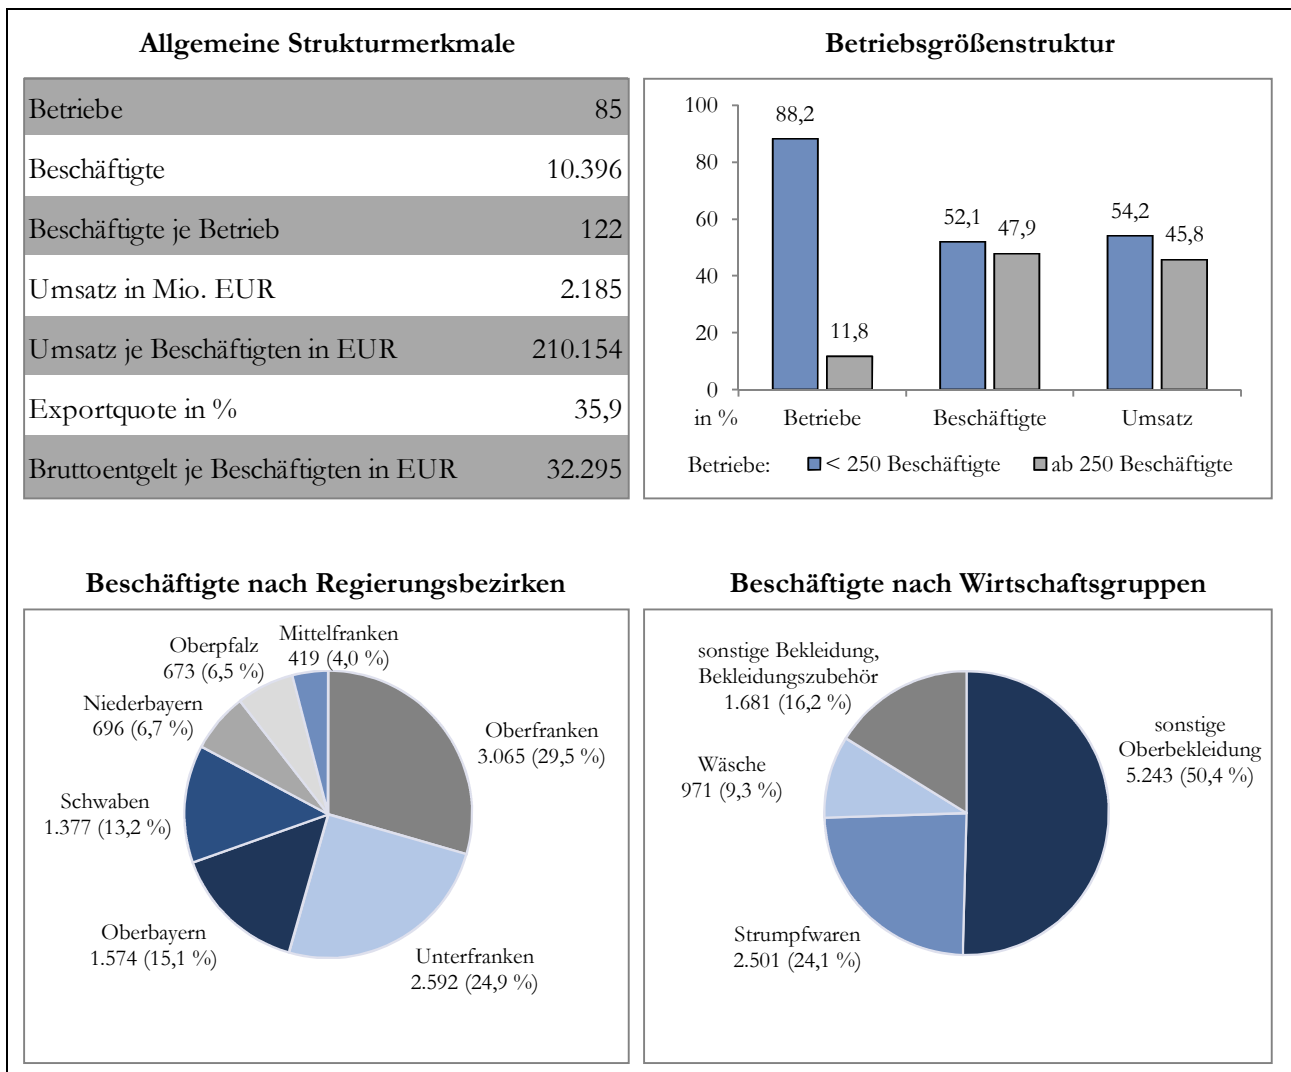 Allgemeine Strukturmerkmale
Betriebe 85
Beschäftigte 10.396
Beschäftigte je Betrieb 122
Umsatz in Mio. EUR 2.185
Umsatz je Beschäftigten in EUR 210.154
Exportquote in % 35,9
Bruttoentgelt je Beschäftigten in EUR 32.295
Betriebsgrößenstruktur
100
80
60
40
20
0
88,2
11,8
52,1
47,9
54,2
45,8
in % Betriebe Beschäftigte Umsatz
Betriebe: < 250 Beschäftigte ab 250 Beschäftigte
Beschäftigte nach Regierungsbezirken
Mittelfranken
419 (4,0 %)
Oberpfalz
673 (6,5 %)
Niederbayern
696 (6,7 %)
Schwaben
1.377 (13,2 %)
Oberbayern
1.574 (15,1 %)
Unterfranken
2.592 (24,9 %)
Oberfranken
3.065 (29,5 %)
Beschäftigte nach Wirtschaftsgruppen
sonstige Bekleidung,
Bekleidungszubehör
1.681 (16,2 %)
Wäsche
971 (9,3 %)
Strumpfwaren
2.501 (24,1 %)
sonstige
Oberbekleidung
5.243 (50,4 %)